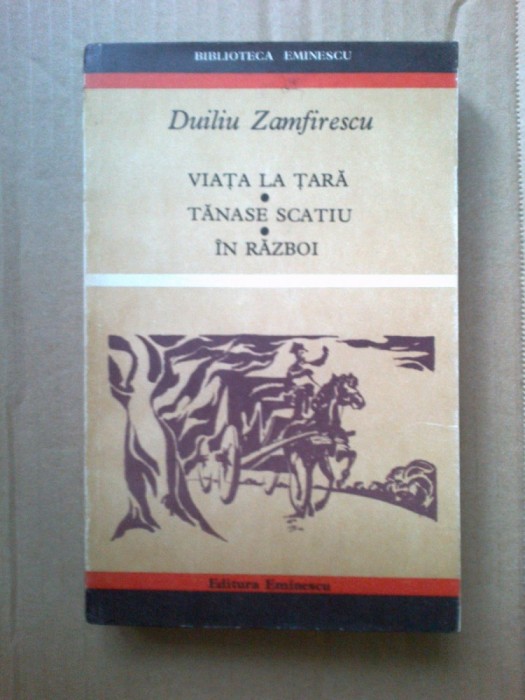 BIBLIOTECA EMINESCU
Duiliu Zamfirescu
VIAȚA LA ȚARĂ
•
TĂNASE SCATIU
•
ÎN RĂZBOI
Editura Eminescu